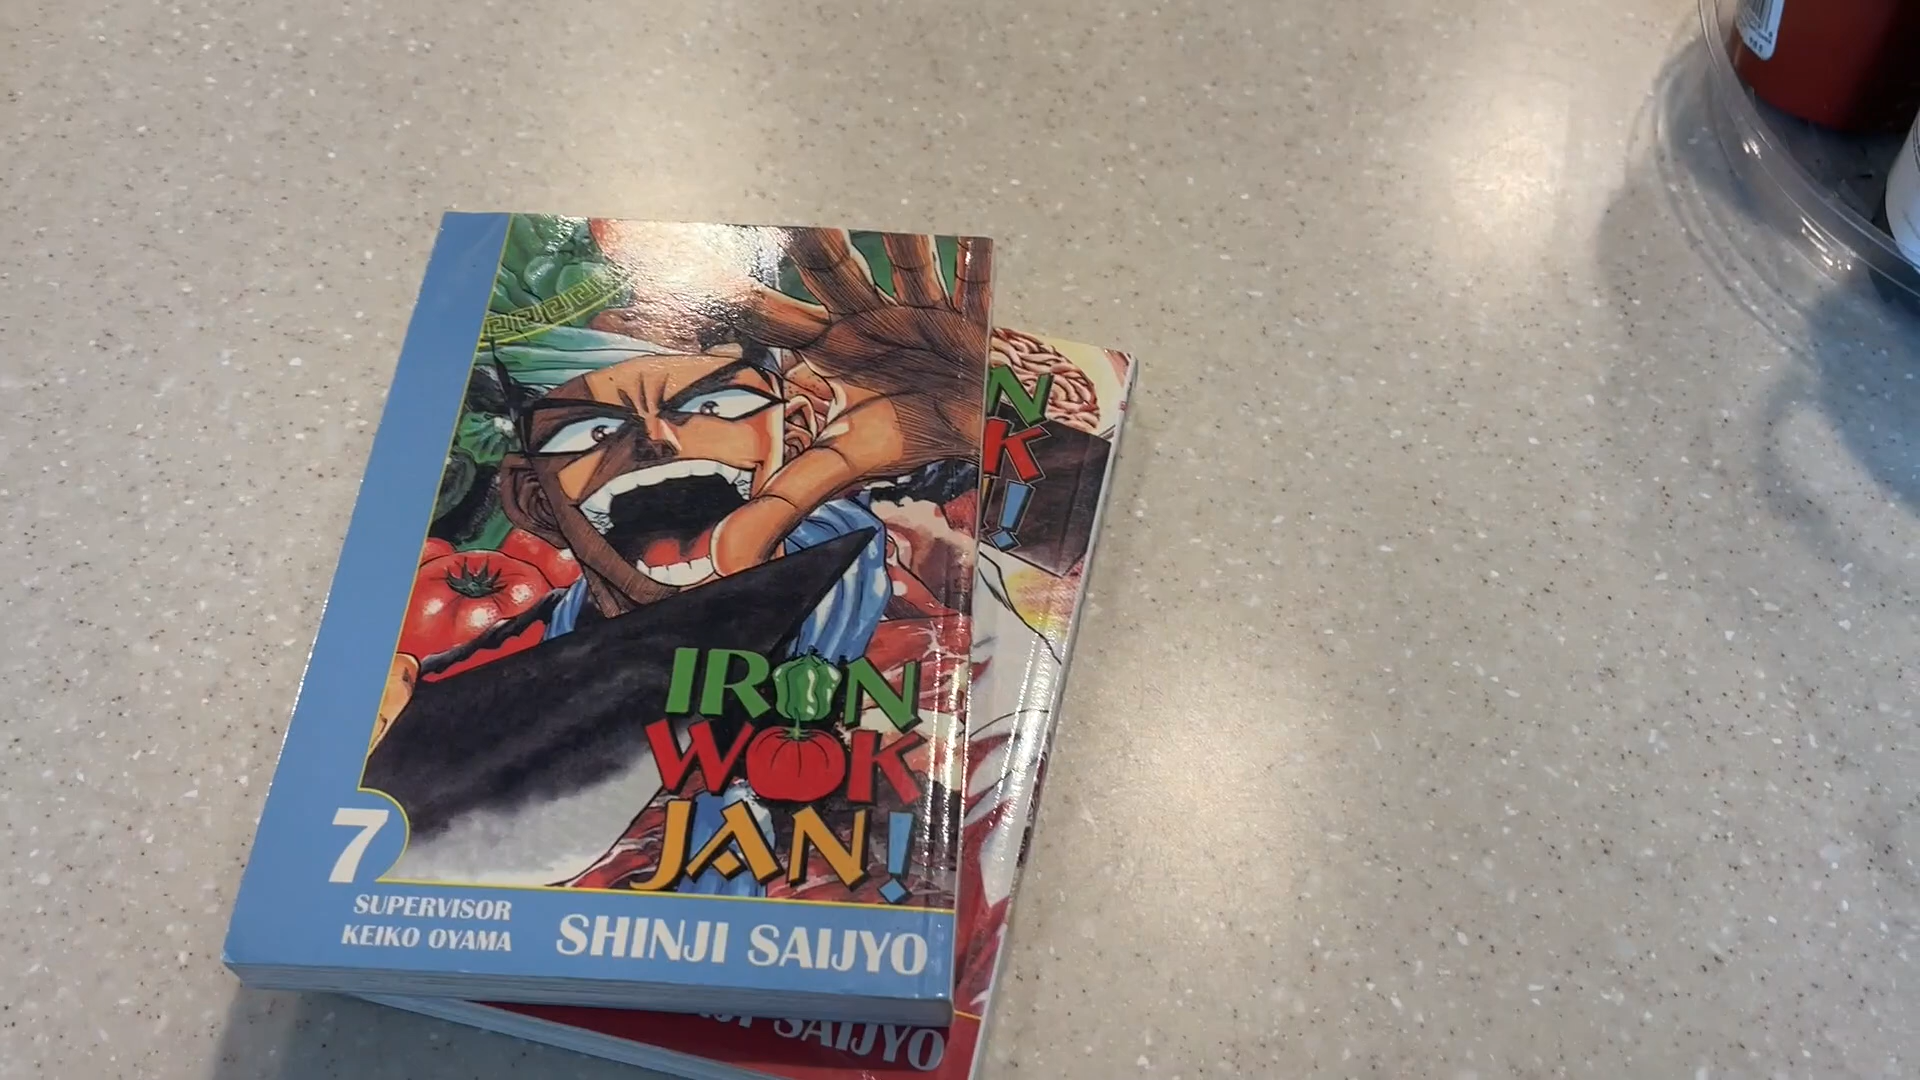 IRON
WOK
JAN!
7
SUPERVISOR
KEIKO OYAMA
SHINJI SAIJYO
N
K
!
SAIJYO